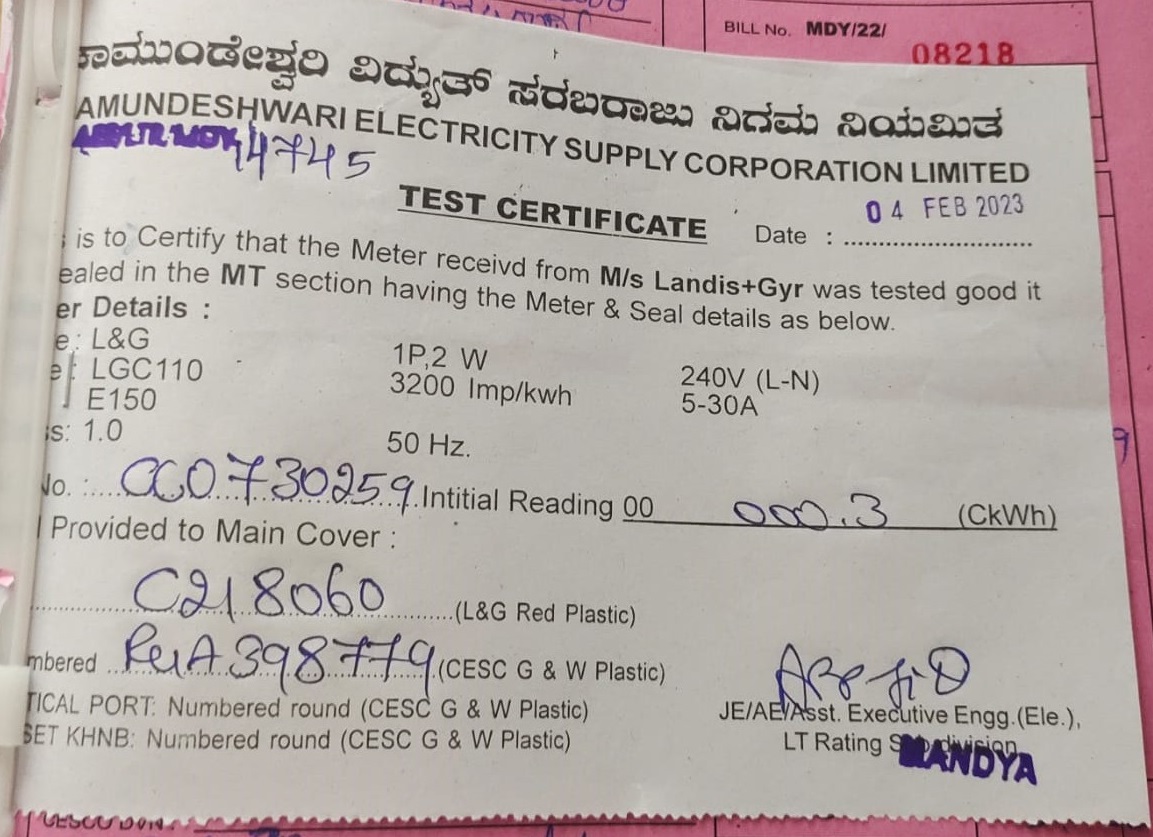 BILL No. MDY/22/
08218
ಚಾಮುಂಡೇಶ್ವರಿ ವಿದ್ಯುತ್ ಸರಬರಾಜು ನಿಗಮ ನಿಯಮಿತ
AMUNDESHWARI ELECTRICITY SUPPLY CORPORATION LIMITED
4745
TEST CERTIFICATE
04 FEB 2023
Date : ..............................
s is to Certify that the Meter receivd from M/s Landis+Gyr was tested good it
ealed in the MT section having the Meter & Seal details as below.
er Details :
e : L&G 1P,2 W 240V (L-N)
e : LGC110 3200 Imp/kwh 5-30A
E150
ss: 1.0 50 Hz.
No. : CC0730259 Intitial Reading 00 000.3 (CkWh)
l Provided to Main Cover :
C218060 (L&G Red Plastic)
mbered 398779 (CESC G & W Plastic)
TICAL PORT: Numbered round (CESC G & W Plastic)
SET KHNB: Numbered round (CESC G & W Plastic)
JE/AE/Asst. Executive Engg.(Ele.),
LT Rating Subdivision
MANDYA